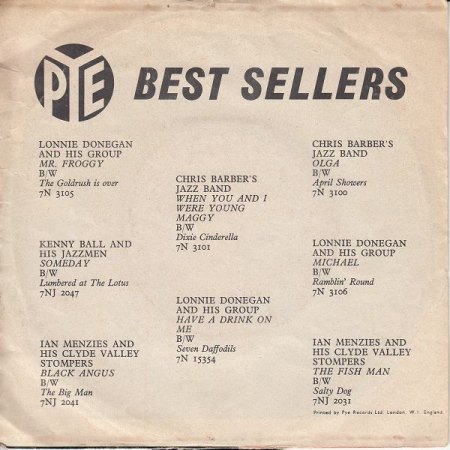 PYE
BEST SELLERS
LONNIE DONEGAN
AND HIS GROUP
MR. FROGGY
B/W
The Goldrush is over
7N 3105
KENNY BALL AND
HIS JAZZMEN
SOMEDAY
B/W
Lumbered at The Lotus
7NJ 2047
IAN MENZIES AND
HIS CLYDE VALLEY
STOMPERS
BLACK ANGUS
B/W
The Big Man
7NJ 2041
CHRIS BARBER'S
JAZZ BAND
WHEN YOU AND I
WERE YOUNG
MAGGY
B/W
Dixie Cinderella
7N 3101
LONNIE DONEGAN
AND HIS GROUP
HAVE A DRINK ON
ME
B/W
Seven Daffodils
7N 15354
CHRIS BARBER'S
JAZZ BAND
OLGA
B/W
April Showers
7N 3100
LONNIE DONEGAN
AND HIS GROUP
MICHAEL
B/W
Ramblin' Round
7N 3106
IAN MENZIES AND
HIS CLYDE VALLEY
STOMPERS
THE FISH MAN
B/W
Salty Dog
7NJ 2031
Printed by Pye Records Ltd. London, W.1. England